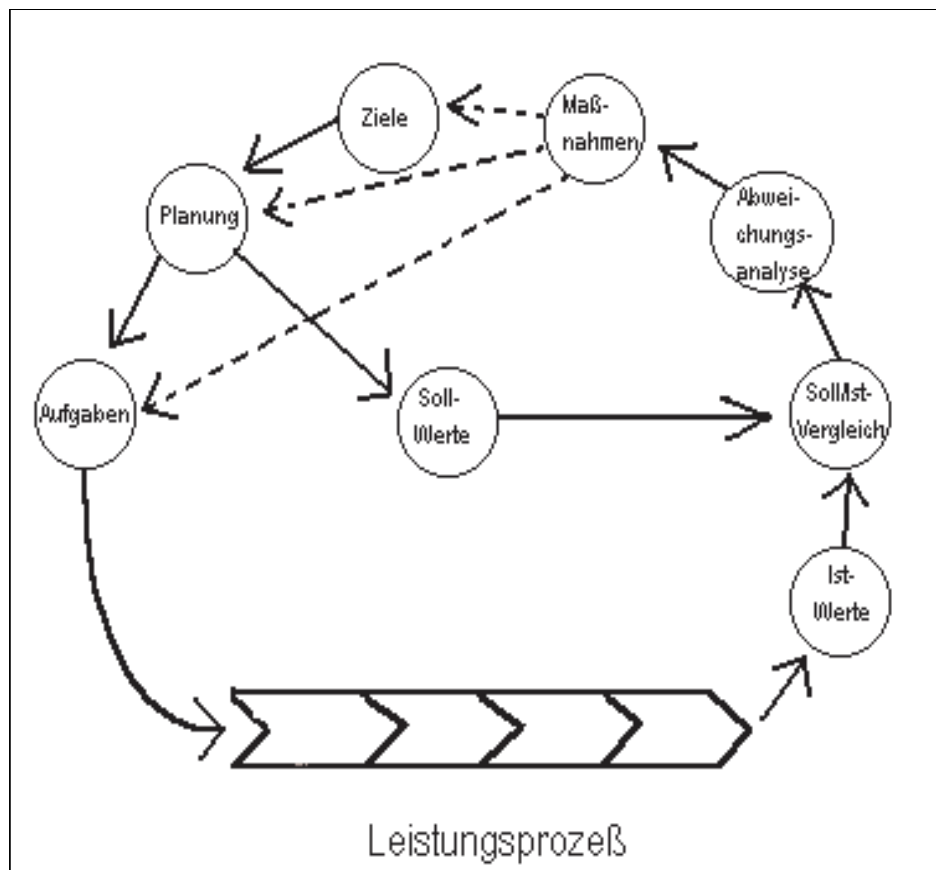 Ziele
Maß-
nahmen
Planung
Abwei-
chungs-
analyse
Aufgaben
Soll-
Werte
Soll/Ist-
Vergleich
Ist-
Werte
Leistungsprozeß